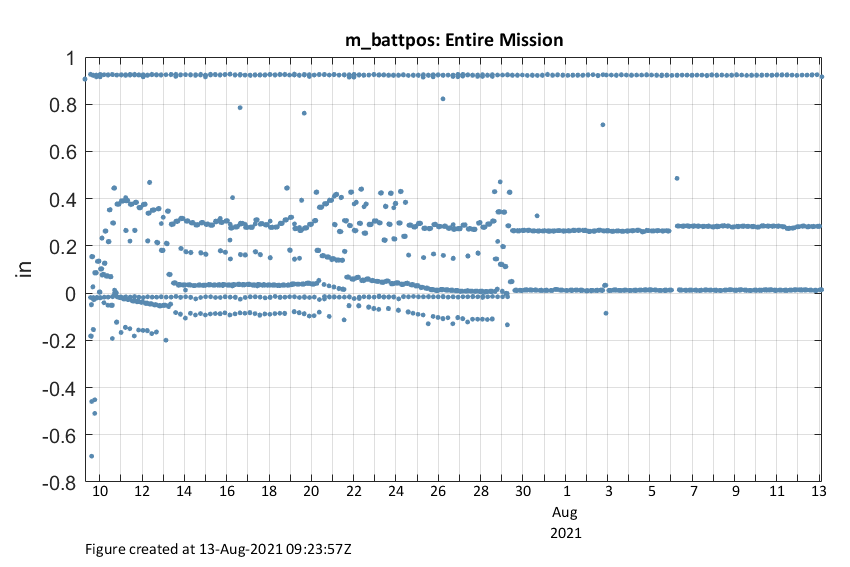 m_battpos: Entire Mission
1
0.8
0.6
0.4
0.2
0
-0.2
-0.4
-0.6
-0.8
in
10 12 14 16 18 20 22 24 26 28 30 1 3 5 7 9 11 13
Aug
2021
Figure created at 13-Aug-2021 09:23:57Z